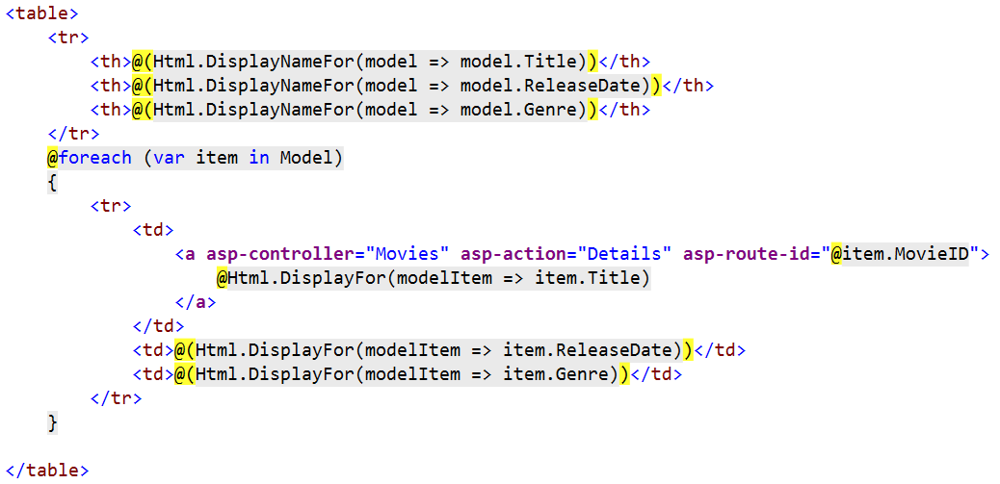 <table>
    <tr>
        <th>@(Html.DisplayNameFor(model => model.Title))</th>
        <th>@(Html.DisplayNameFor(model => model.ReleaseDate))</th>
        <th>@(Html.DisplayNameFor(model => model.Genre))</th>
    </tr>
    @foreach (var item in Model)
    {
        <tr>
            <td>
                <a asp-controller="Movies" asp-action="Details" asp-route-id="@item.MovieID">
                    @Html.DisplayFor(modelItem => item.Title)
                </a>
            </td>
            <td>@(Html.DisplayFor(modelItem => item.ReleaseDate))</td>
            <td>@(Html.DisplayFor(modelItem => item.Genre))</td>
        </tr>
    }
</table>